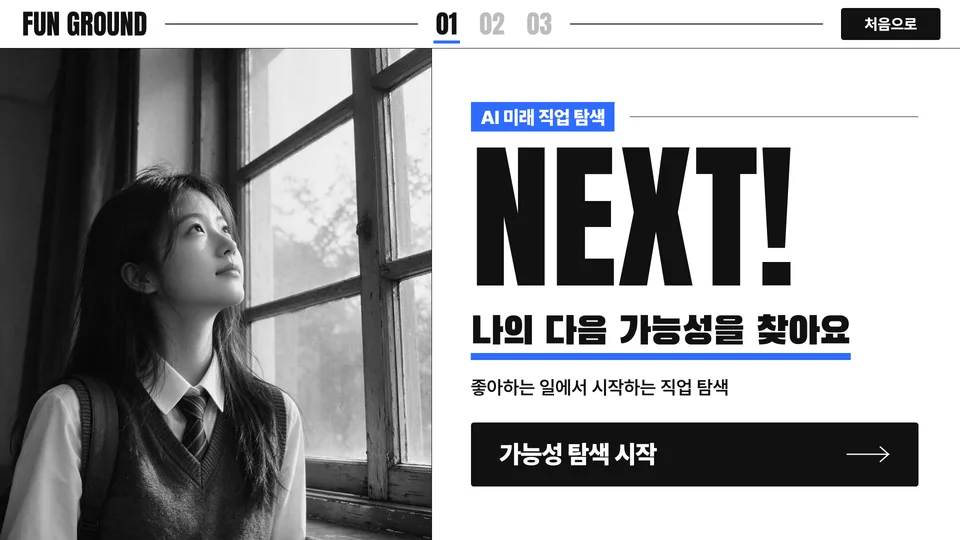 FUN GROUND
01 02 03
처음으로
AI 미래 직업 탐색
NEXT!
나의 다음 가능성을 찾아요
좋아하는 일에서 시작하는 직업 탐색
가능성 탐색 시작